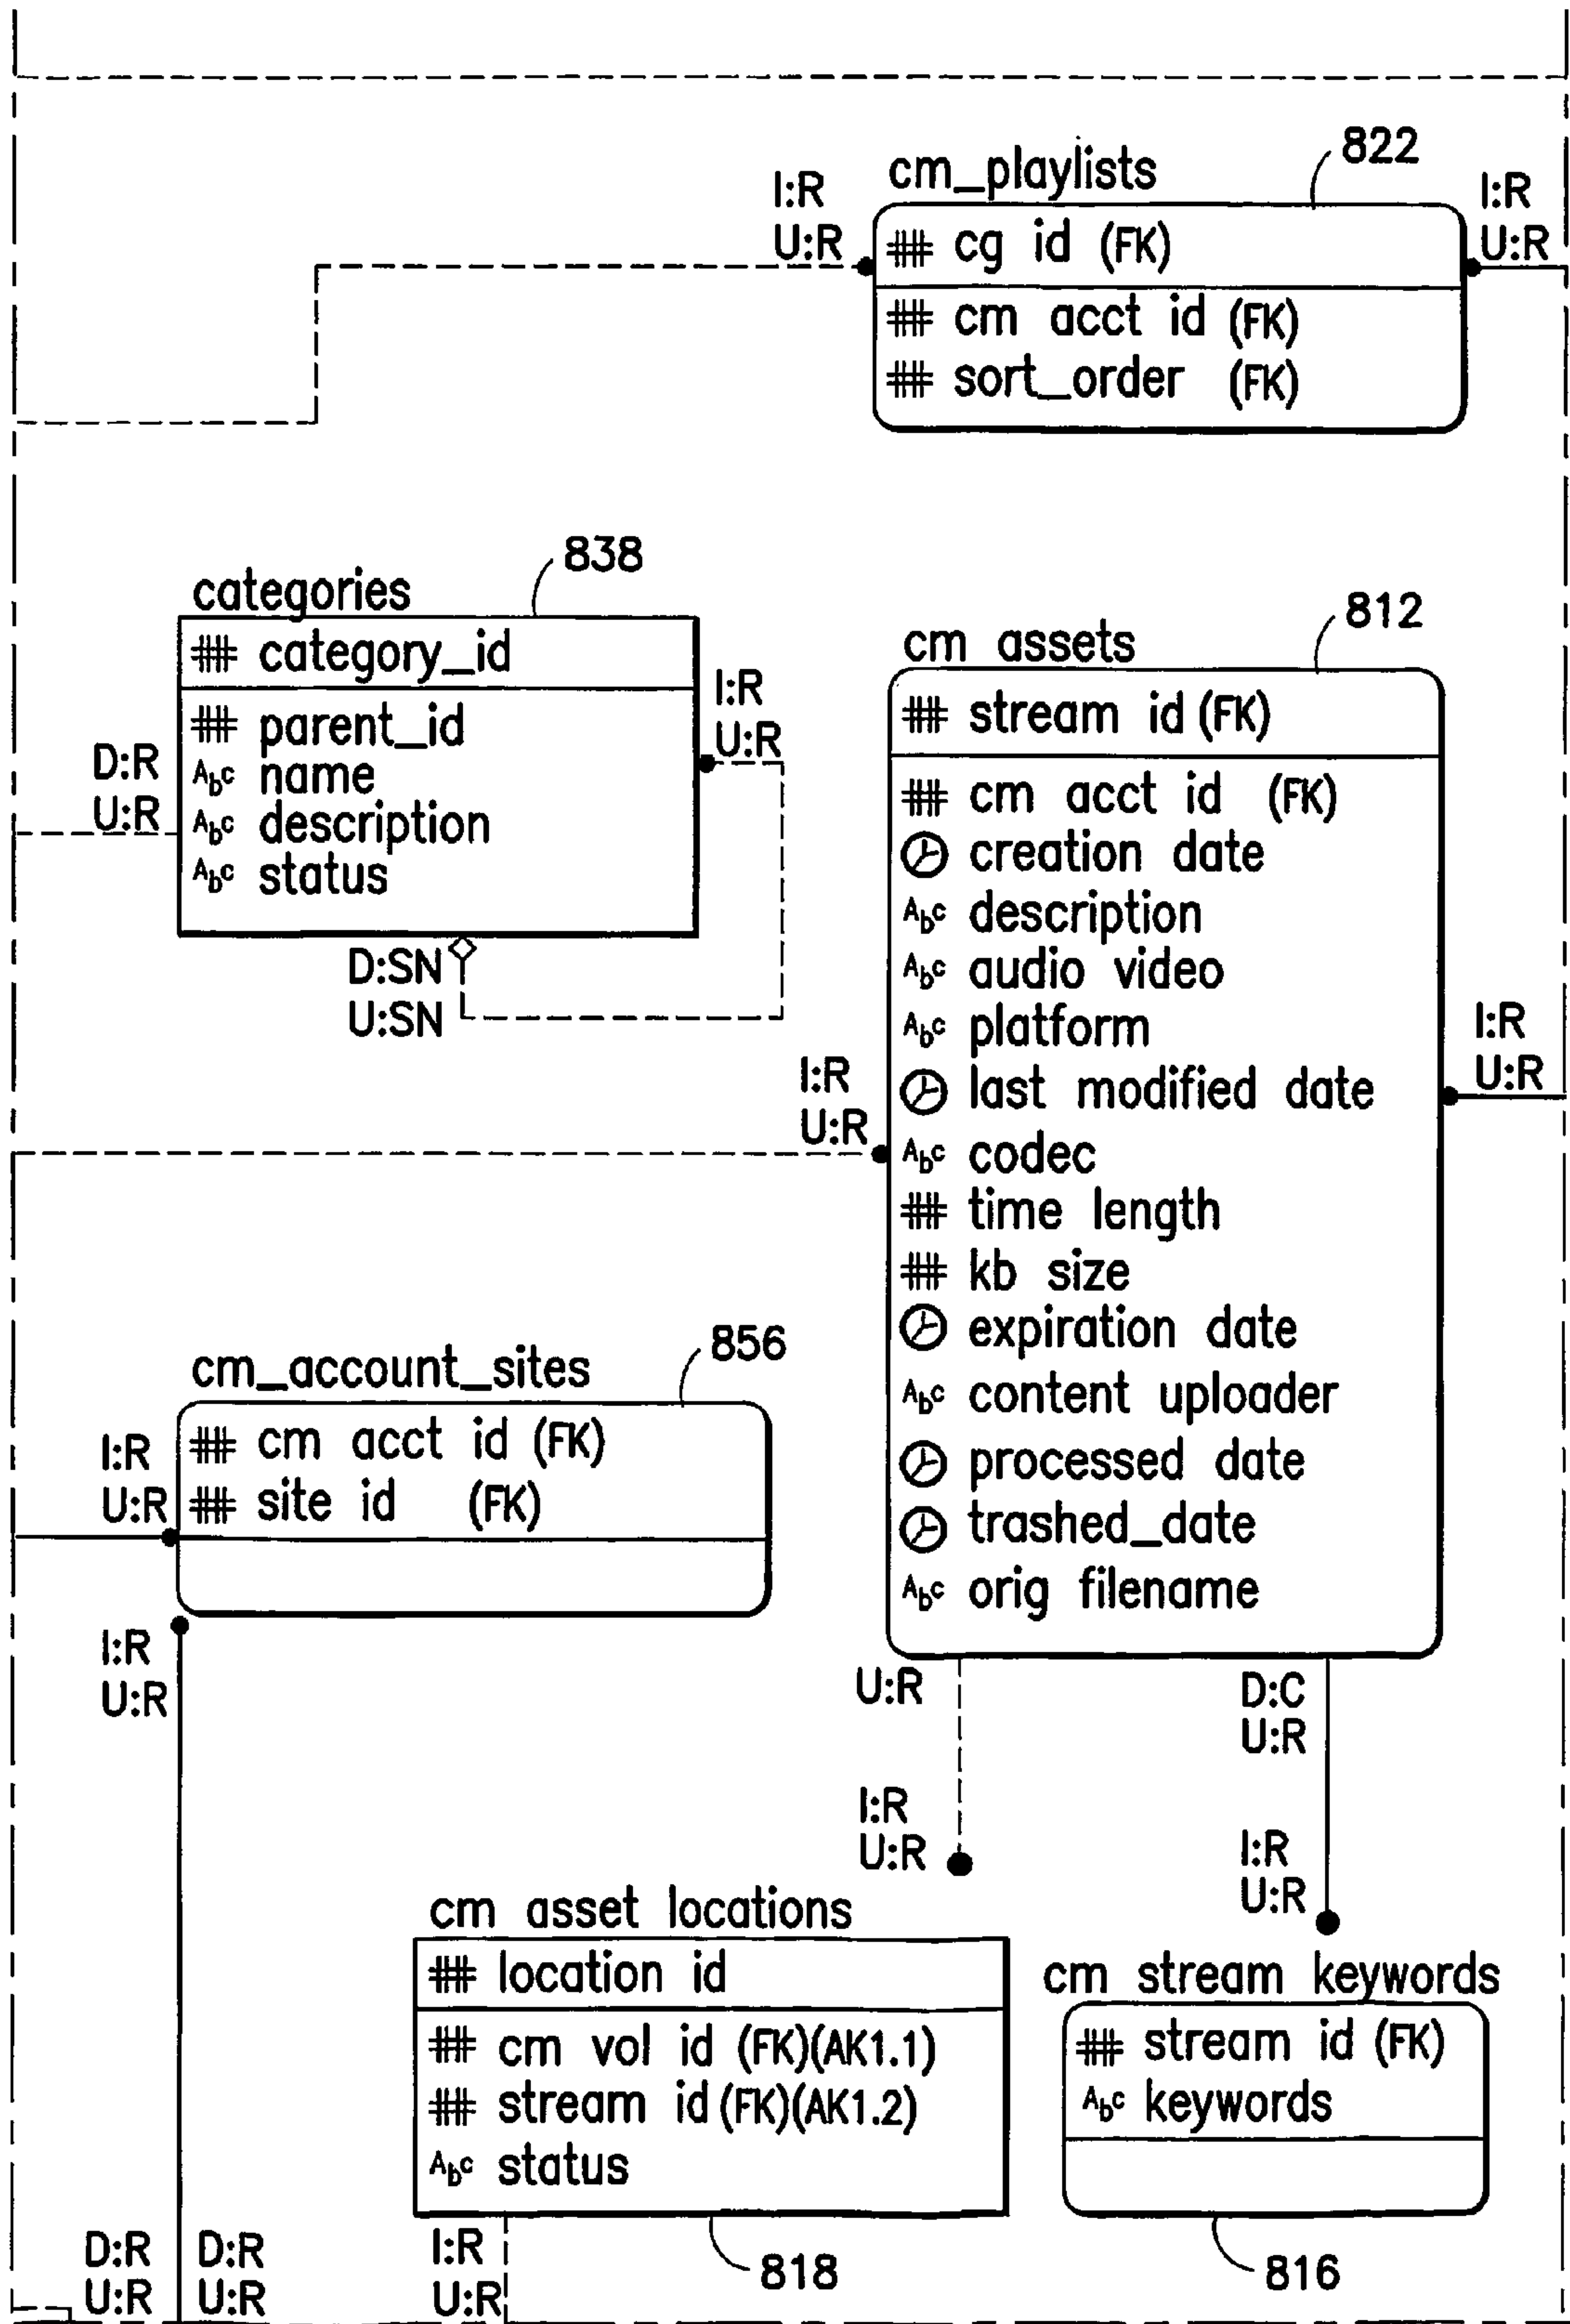 822
cm_playlists
I:R
U:R
I:R
U:R
cg id (FK)
cm acct id (FK)
sort_order (FK)
838
categories
category_id
parent_id
Abc name
Abc description
Abc status
I:R
U:R
D:R
U:R
D:SN
U:SN
812
cm assets
stream id (FK)
cm acct id (FK)
creation date
Abc description
Abc audio video
Abc platform
last modified date
Abc codec
time length
kb size
expiration date
Abc content uploader
processed date
trashed_date
Abc orig filename
I:R
U:R
I:R
U:R
856
cm_account_sites
cm acct id (FK)
site id (FK)
I:R
U:R
I:R
U:R
U:R
D:C
U:R
I:R
U:R
I:R
U:R
cm asset locations
location id
cm vol id (FK)(AK1.1)
stream id (FK)(AK1.2)
Abc status
818
cm stream keywords
stream id (FK)
Abc keywords
816
D:R
U:R
D:R
U:R
I:R
U:R